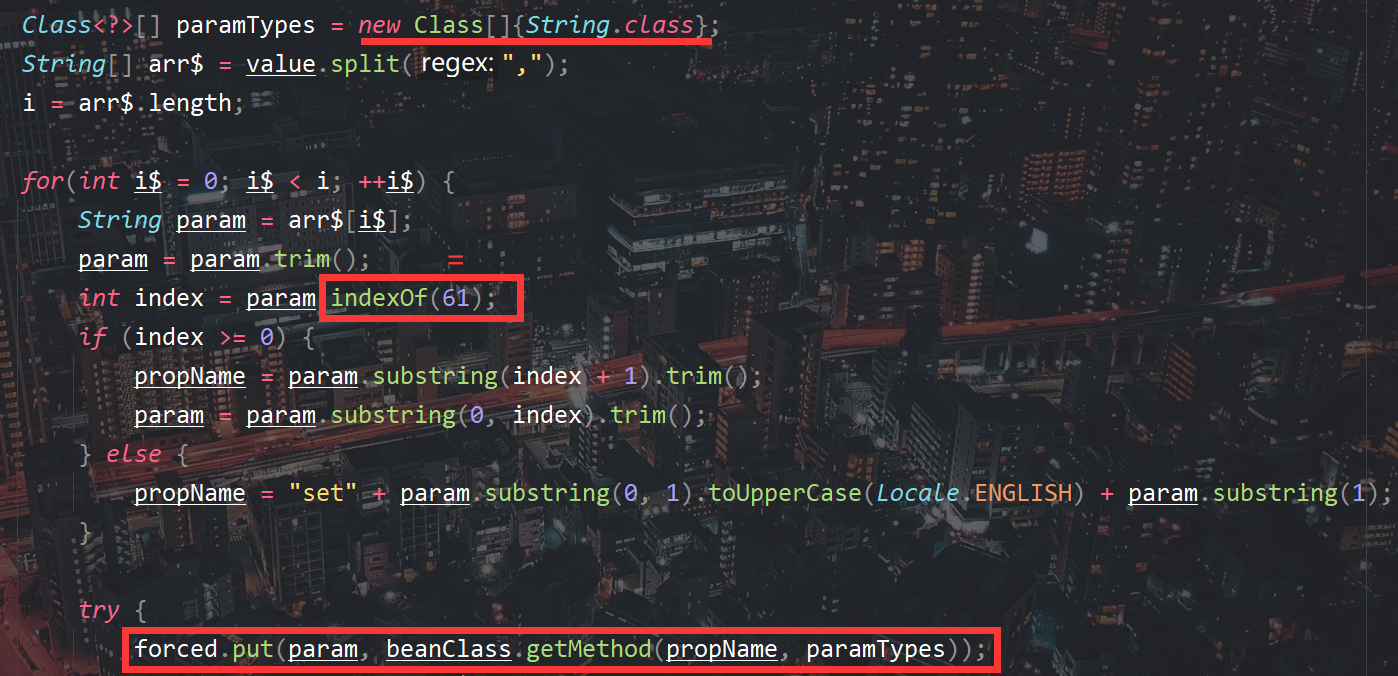 Class<?>[] paramTypes = new Class[]{String.class};
String[] arr$ = value.split( regex: ",");
i = arr$.length;
for(int i$ = 0; i$ < i; ++i$) {
String param = arr$[i$];
param = param.trim(); =
int index = param.indexOf(61);
if (index >= 0) {
propName = param.substring(index + 1).trim();
param = param.substring(0, index).trim();
} else {
propName = "set" + param.substring(0, 1).toUpperCase(Locale.ENGLISH) + param.substring(1);
}
try {
forced.put(param, beanClass.getMethod(propName, paramTypes));